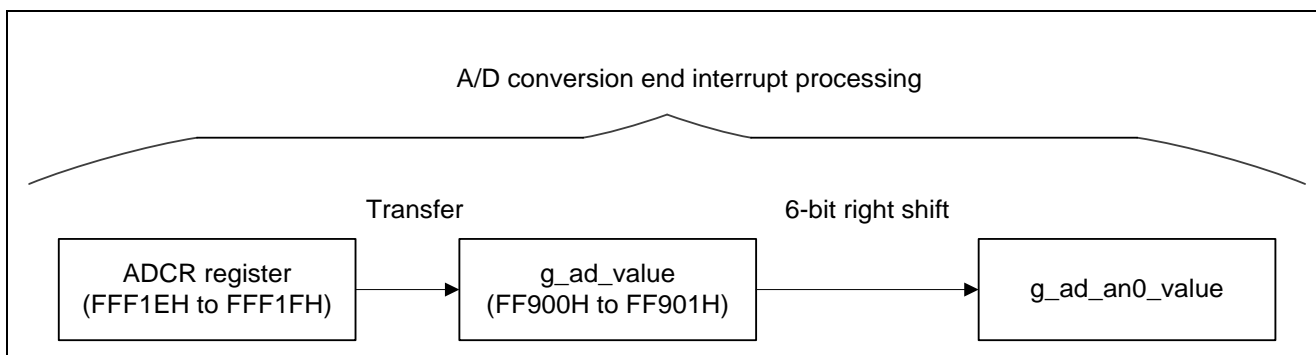 A/D conversion end interrupt processing
Transfer
6-bit right shift
ADCR register
(FFF1EH to FFF1FH)
g_ad_value
(FF900H to FF901H)
g_ad_an0_value